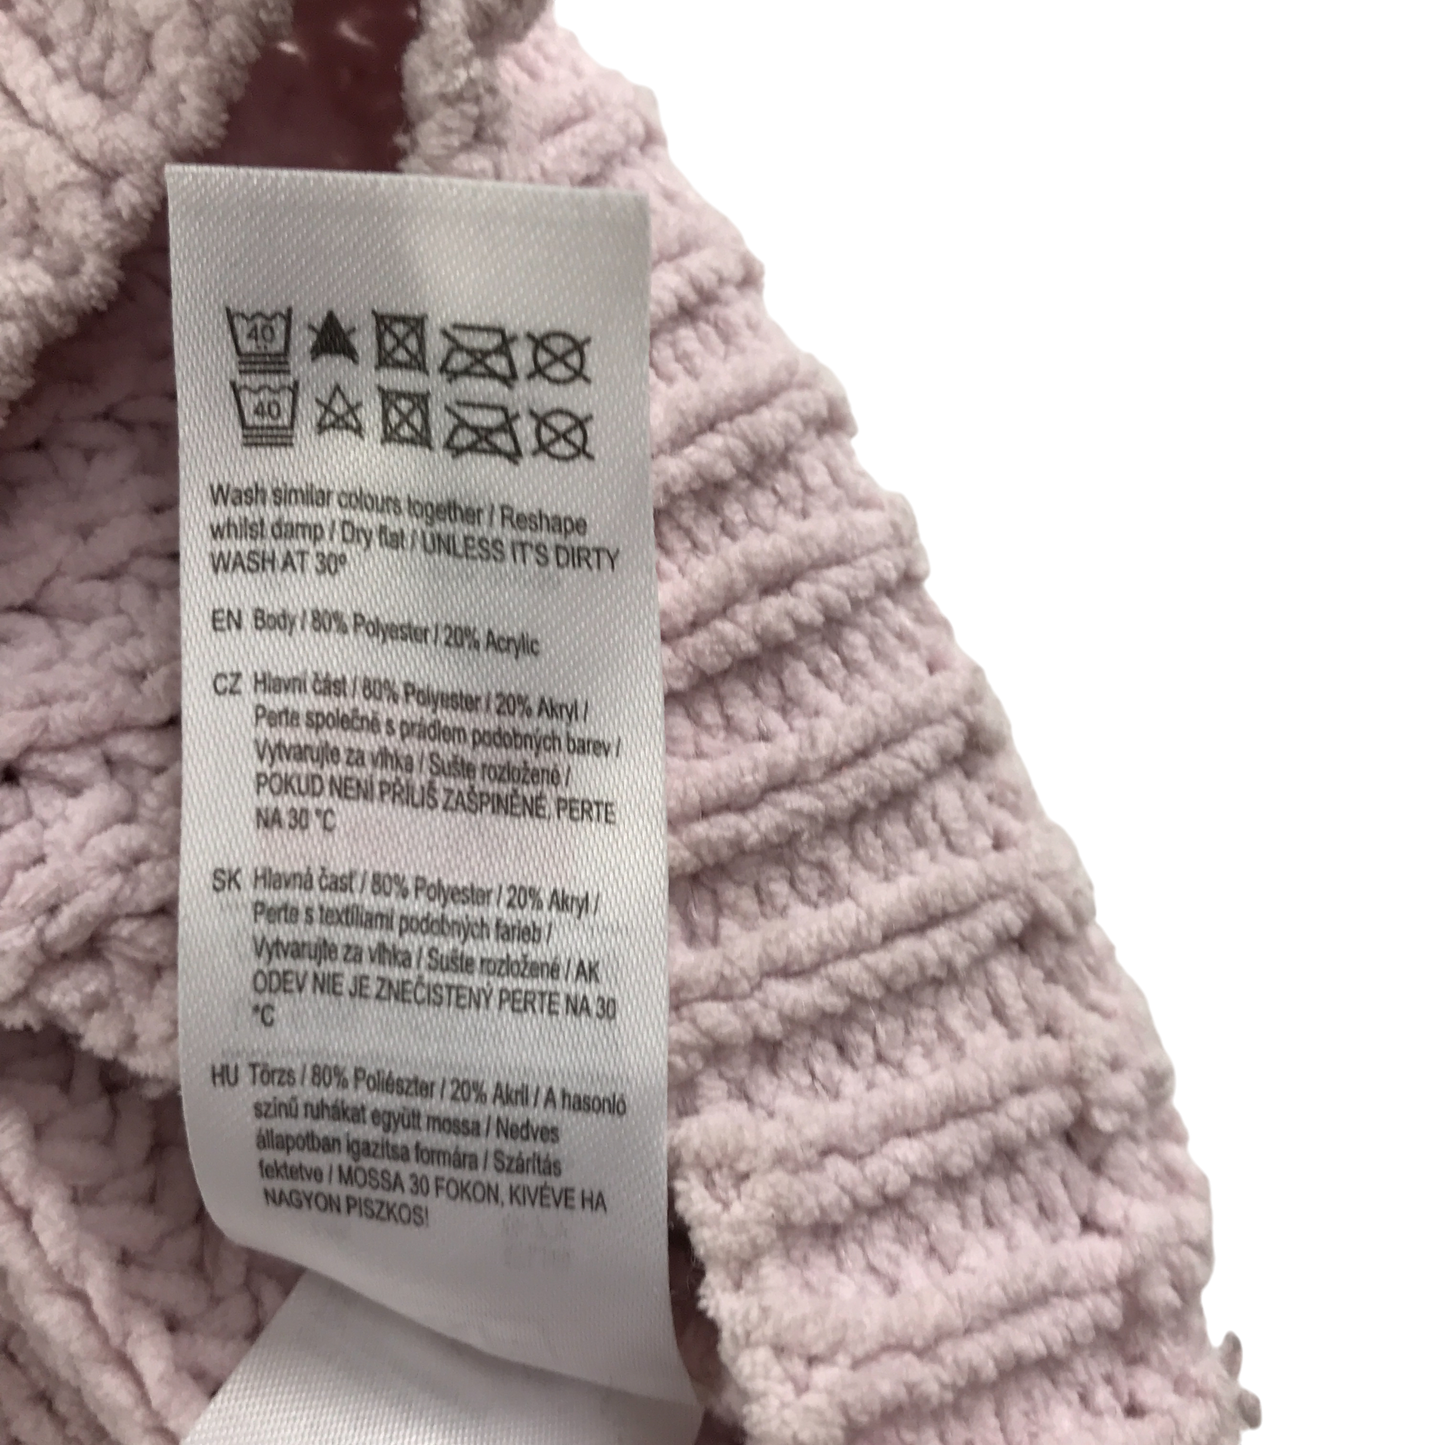 40
40
Wash similar colours together / Reshape
whilst damp / Dry flat / UNLESS IT'S DIRTY
WASH AT 30º
EN Body / 80% Polyester / 20% Acrylic
CZ Hlavní část / 80% Polyester / 20% Akryl /
Perte společně s prádlem podobných barev /
Vytvarujte za vlhka / Sušte rozložené /
POKUD NENÍ PŘÍLIŠ ZAŠPINĚNÉ, PERTE
NA 30 °C
SK Hlavná časť / 80% Polyester / 20% Akryl /
Perte s textíliami podobných farieb /
Vytvarujte za vlhka / Sušte rozložené / AK
ODEV NIE JE ZNEČISTENÝ PERTE NA 30
°C
HU Törzs / 80% Poliészter / 20% Akril / A hasonló
színű ruhákat együtt mossa / Nedves
állapotban igazítsa formára / Szárítás
fektetve / MOSSA 30 FOKON, KIVÉVE HA
NAGYON PISZKOS!